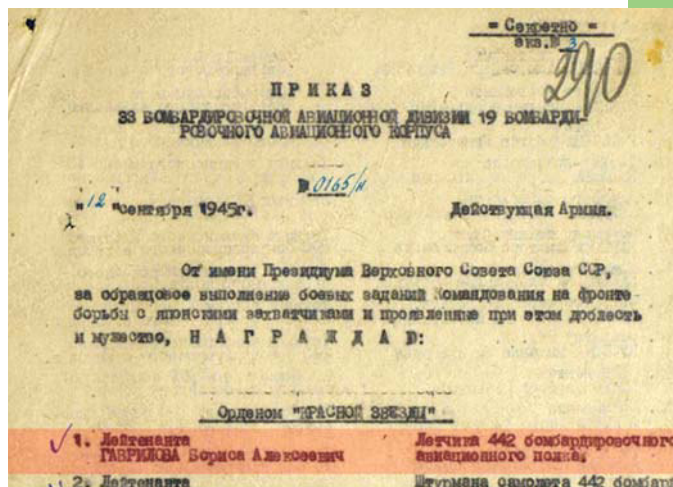 = Секретно =
экз.№ 3
290
ПРИКАЗ
33 БОМБАРДИРОВОЧНОЙ АВИАЦИОННОЙ ДИВИЗИИ 19 БОМБАРДИ-
РОВОЧНОГО АВИАЦИОННОГО КОРПУСА
№ 0165/н
"12" сентября 1945г. Действующая Армия.
От имени Президиума Верховного Совета Союза ССР,
за образцовое выполнение боевых заданий Командования на фронте
борьбы с японскими захватчиками и проявленные при этом доблесть
и мужество, Н А Г Р А Ж Д А Ю:
Орденом "КРАСНОЙ ЗВЕЗДЫ"
1. Лейтенанта Летчика 442 бомбардировочного
ГАВРИЛОВА Бориса Алексеевич авиационного полка.
2. Лейтенанта Штурмана самолета 442 бомбард